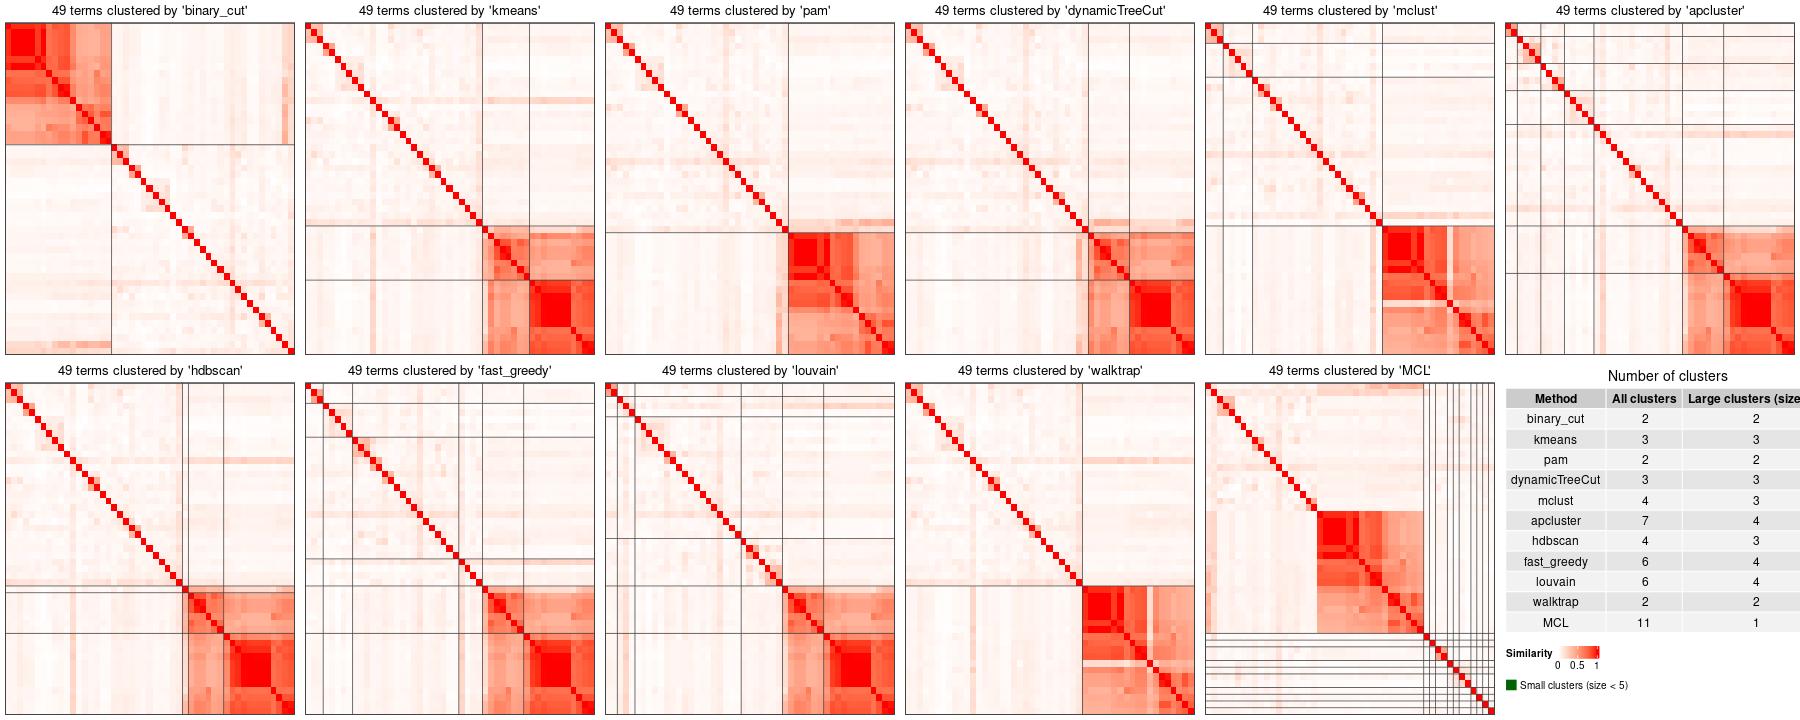 49 terms clustered by 'binary_cut'
49 terms clustered by 'kmeans'
49 terms clustered by 'pam'
49 terms clustered by 'dynamicTreeCut'
49 terms clustered by 'mclust'
49 terms clustered by 'apcluster'
49 terms clustered by 'hdbscan'
49 terms clustered by 'fast_greedy'
49 terms clustered by 'louvain'
49 terms clustered by 'walktrap'
49 terms clustered by 'MCL'
Number of clusters
Method All clusters Large clusters (size
binary_cut 2 2
kmeans 3 3
pam 2 2
dynamicTreeCut 3 3
mclust 4 3
apcluster 7 4
hdbscan 4 3
fast_greedy 6 4
louvain 6 4
walktrap 2 2
MCL 11 1
Similarity
0 0.5 1
Small clusters (size < 5)